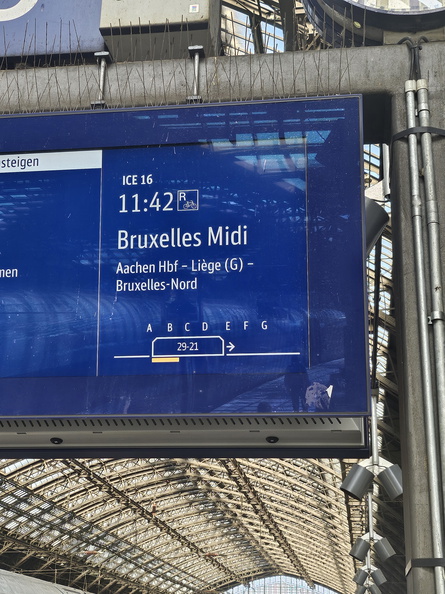 steigen
nen
ICE 16
11:42 R
Bruxelles Midi
Aachen Hbf – Liège (G) –
Bruxelles-Nord
A B C D E F G
29-21